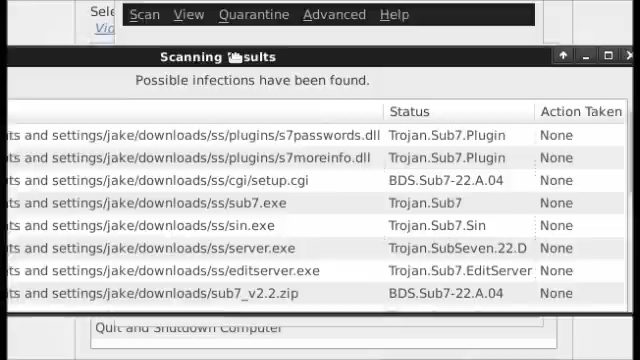 Scan View Quarantine Advanced Help
Scanning sults
Possible infections have been found.
Status Action Taken
ts and settings/jake/downloads/ss/plugins/s7passwords.dll Trojan.Sub7.Plugin None
ts and settings/jake/downloads/ss/plugins/s7moreinfo.dll Trojan.Sub7.Plugin None
ts and settings/jake/downloads/ss/cgi/setup.cgi BDS.Sub7-22.A.04 None
ts and settings/jake/downloads/ss/sub7.exe Trojan.Sub7 None
ts and settings/jake/downloads/ss/sin.exe Trojan.Sub7.Sin None
ts and settings/jake/downloads/ss/server.exe Trojan.SubSeven.22.D None
ts and settings/jake/downloads/ss/editserver.exe Trojan.Sub7.EditServer None
ts and settings/jake/downloads/sub7_v2.2.zip BDS.Sub7-22.A.04 None
Quit and Shutdown Computer